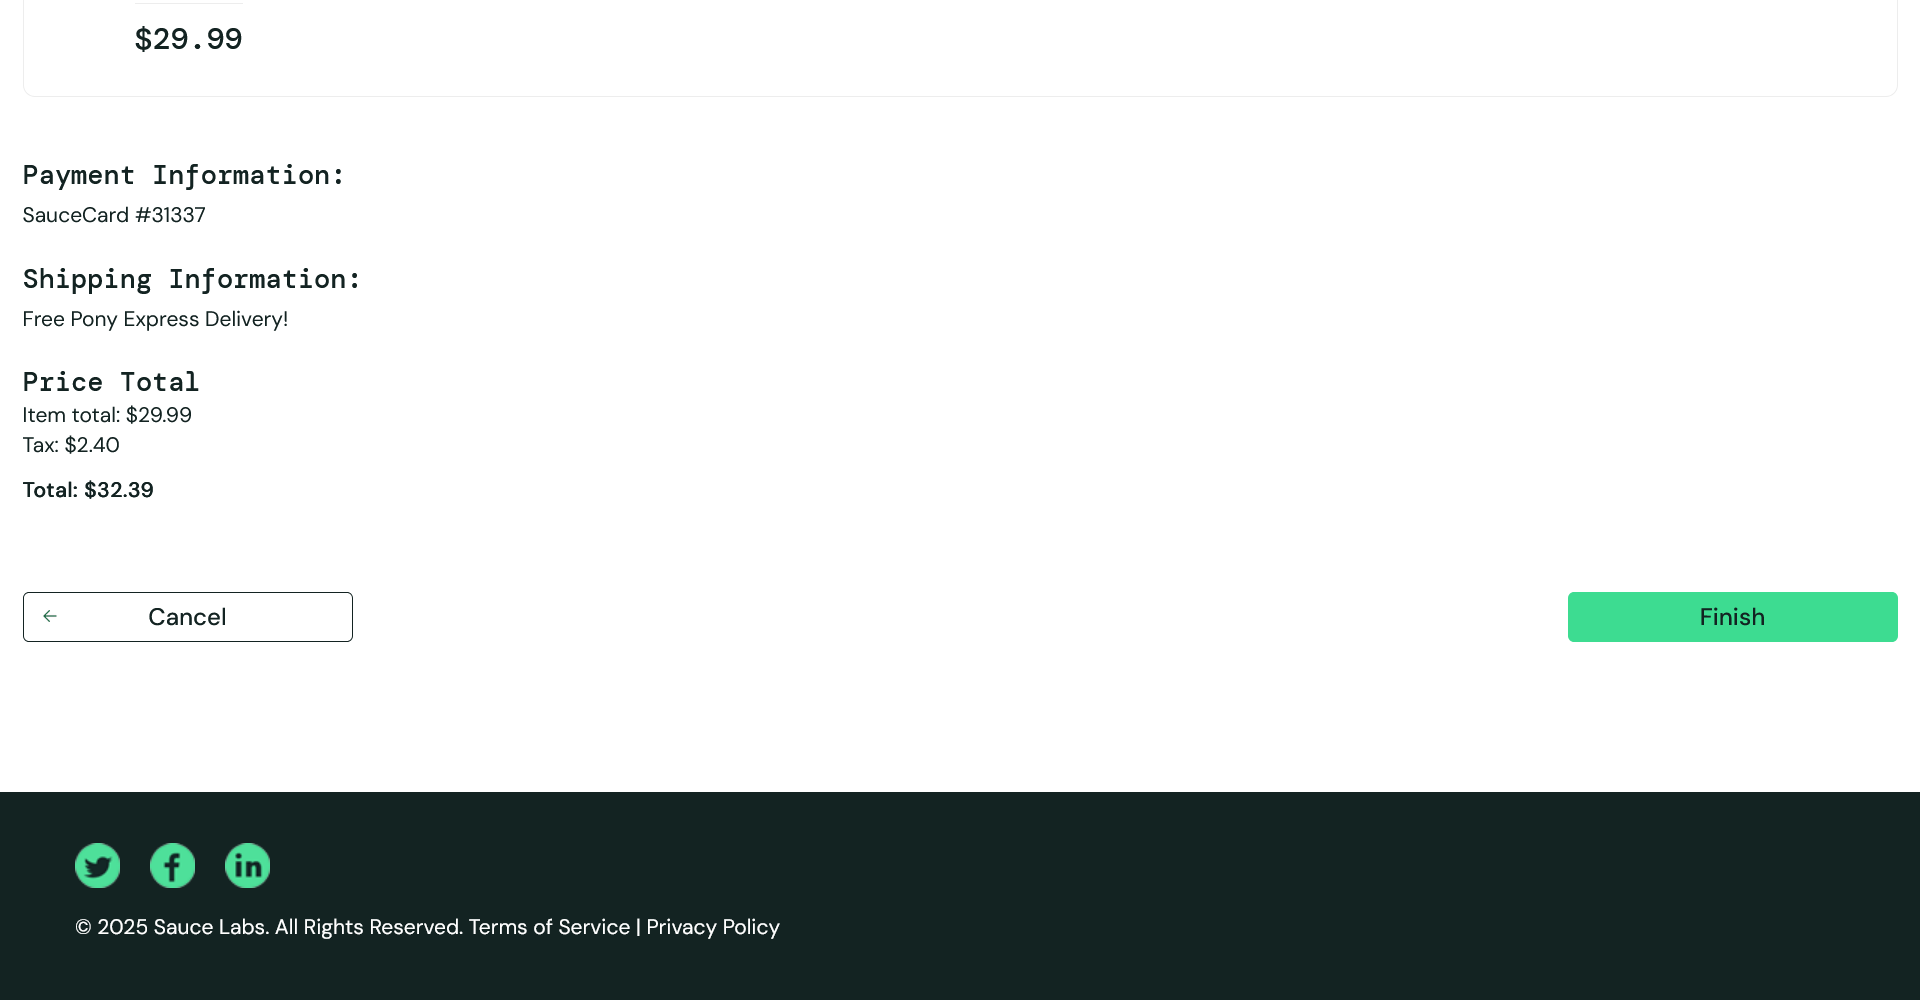 $29.99
Payment Information:
SauceCard #31337
Shipping Information:
Free Pony Express Delivery!
Price Total
Item total: $29.99
Tax: $2.40
Total: $32.39
Cancel
Finish
© 2025 Sauce Labs. All Rights Reserved. Terms of Service | Privacy Policy